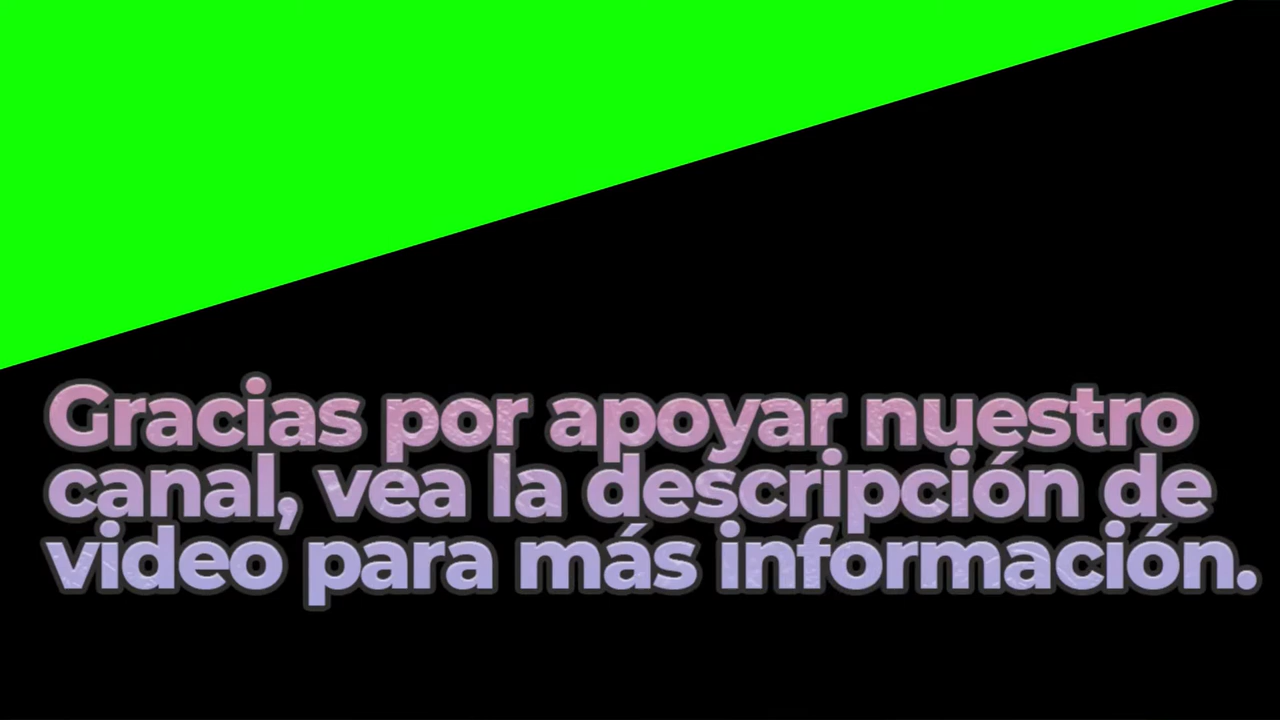 Gracias por apoyar nuestro
canal, vea la descripción de
video para más información.